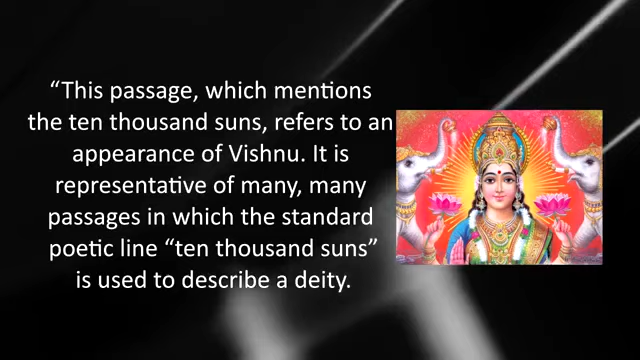 “This passage, which mentions
the ten thousand suns, refers to an
appearance of Vishnu. It is
representative of many, many
passages in which the standard
poetic line “ten thousand suns”
is used to describe a deity.